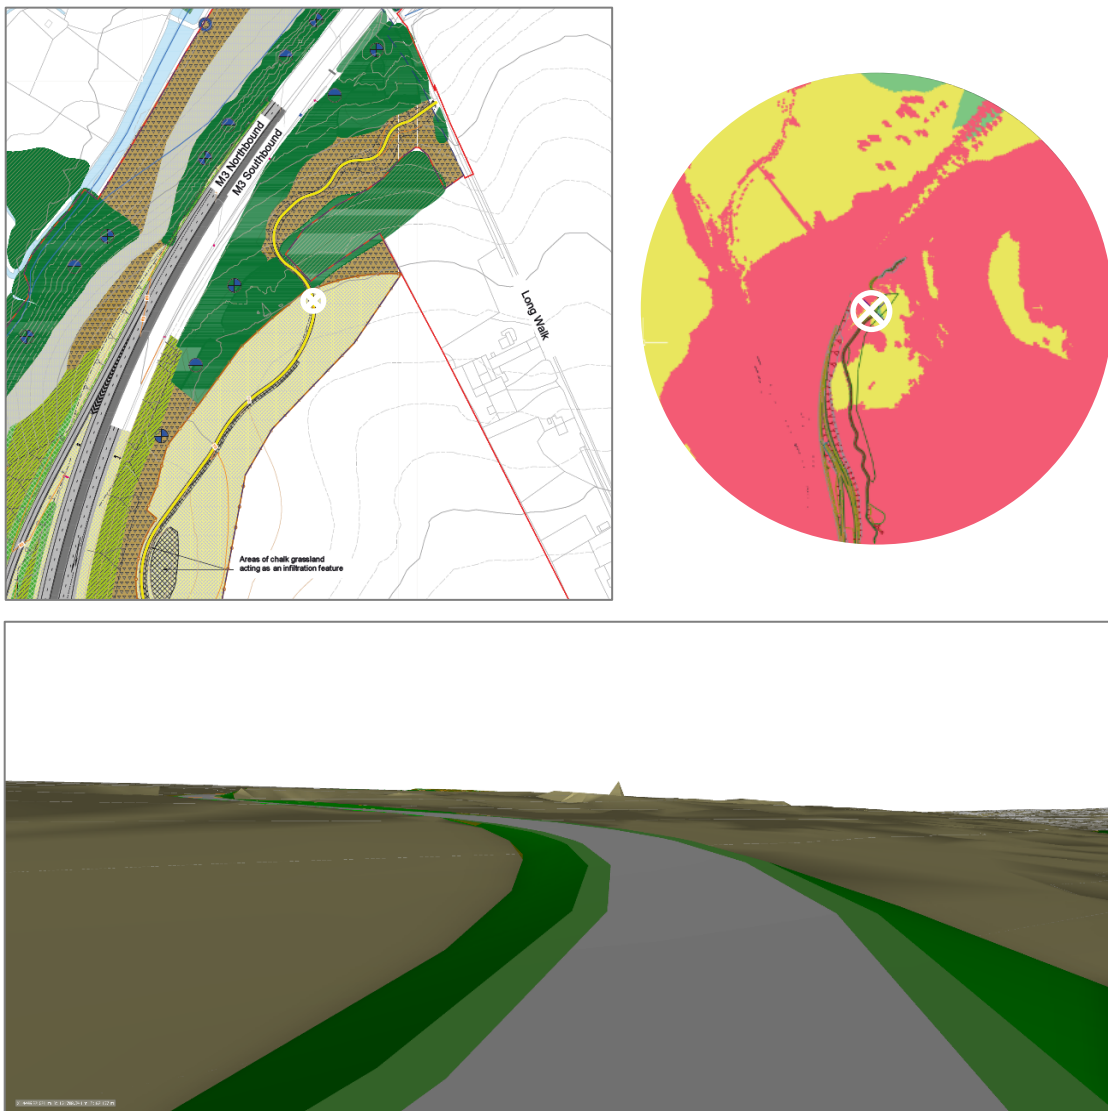 M3 Northbound
M3 Southbound
Long Walk
Areas of chalk grassland
acting as an infiltration feature